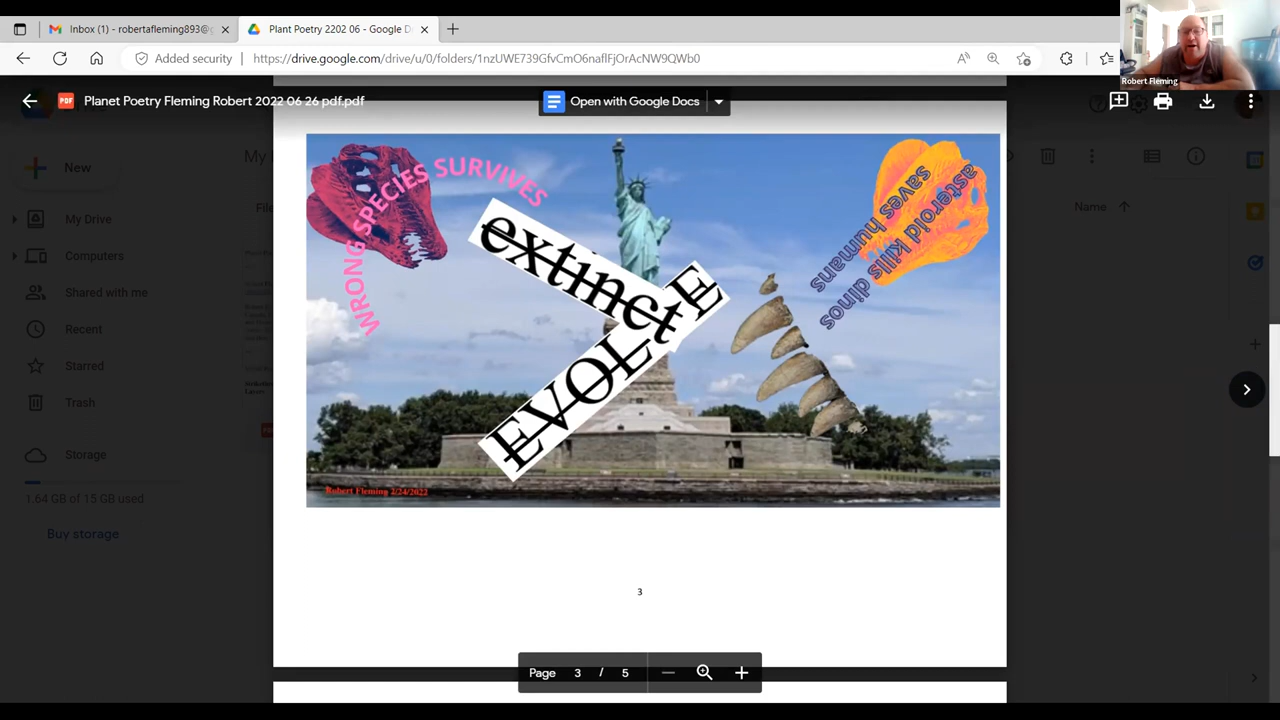 Inbox (1) - robertafleming893@g
Plant Poetry 2202 06 - Google D
Added security
https://drive.google.com/drive/u/0/folders/1nzUWE739GfvCmO6naflFjOrAcNW9QWb0
Robert Fleming
PDF
Planet Poetry Fleming Robert 2022 06 26 pdf.pdf
Open with Google Docs
New
My Drive
Computers
Shared with me
Recent
Starred
Trash
Storage
1.64 GB of 15 GB used
Buy storage
Name
WRONG SPECIES SURVIVES
extinct
EVOLE
asteroid kills dinos
saves humans
Robert Fleming 2/24/2022
3
Page 3 / 5